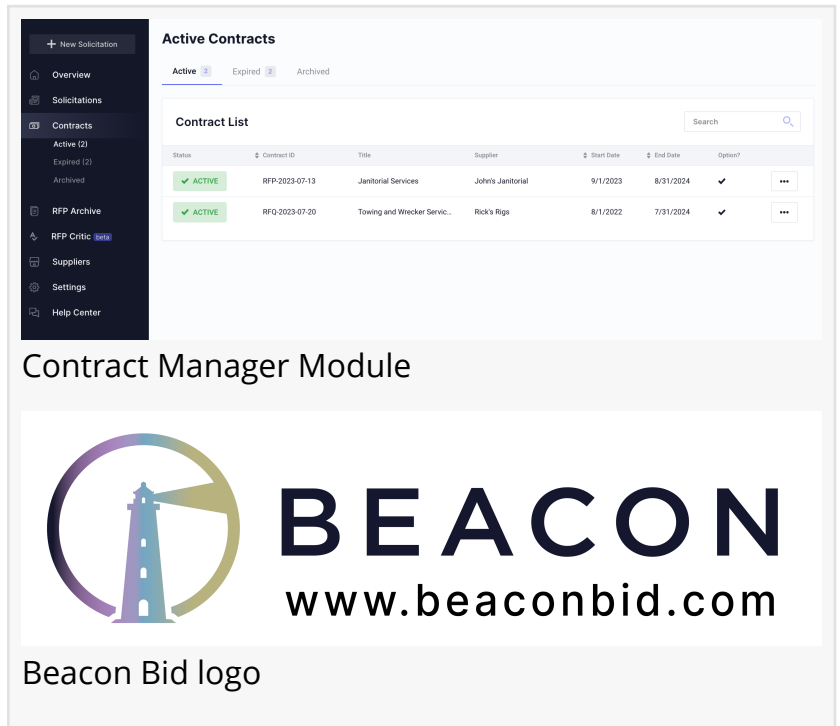 New Solicitation
Overview
Solicitations
Contracts
Active (2)
Expired (2)
Archived
RFP Archive
RFP Critic beta
Suppliers
Settings
Help Center
Active Contracts
Active 2 Expired 2 Archived
Contract List Search
Status Contract ID Title Supplier Start Date End Date Option?
ACTIVE RFP-2023-07-13 Janitorial Services John's Janitorial 9/1/2023 8/31/2024
ACTIVE RFQ-2023-07-20 Towing and Wrecker Servic... Rick's Rigs 8/1/2022 7/31/2024
Contract Manager Module
BEACON
www.beaconbid.com
Beacon Bid logo